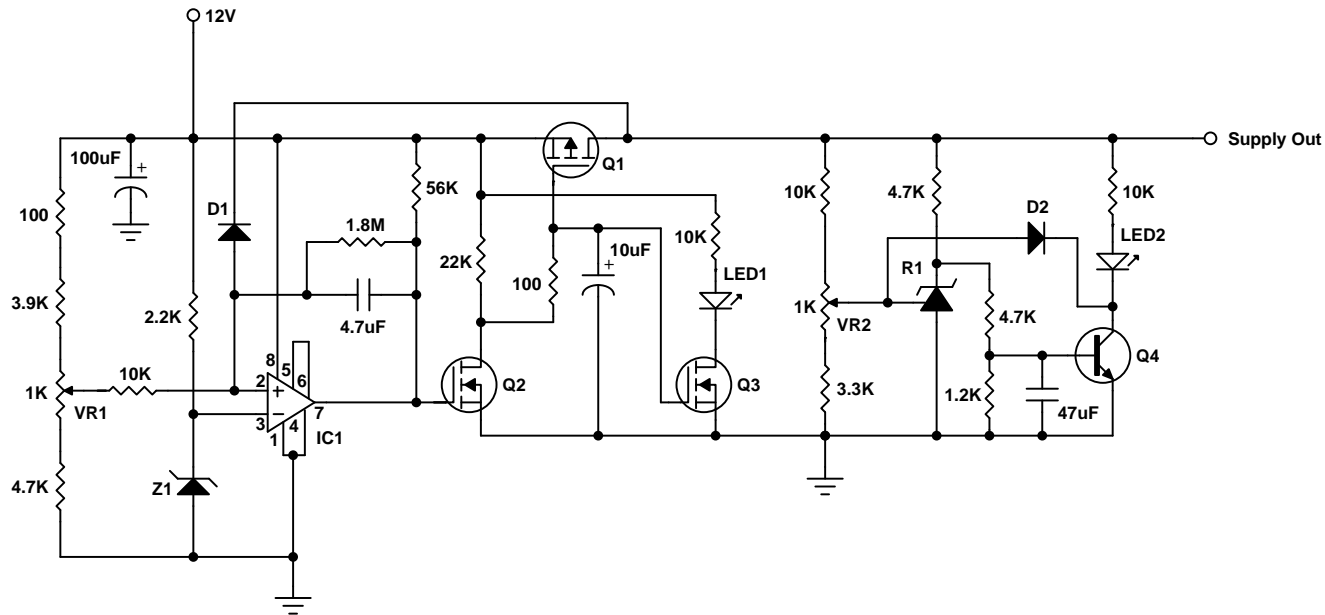 12V
Supply Out
Q1
100uF
+
56K
10K
4.7K
10K
D1
1.8M
D2
100
22K
10uF
+
10K
LED2
LED1
R1
3.9K
2.2K
4.7uF
100
1K
VR2
4.7K
Q4
8
5
6
10K
2
+
Q2
Q3
1K
VR1
7
3.3K
1.2K
47uF
−
3
1
4
IC1
4.7K
Z1